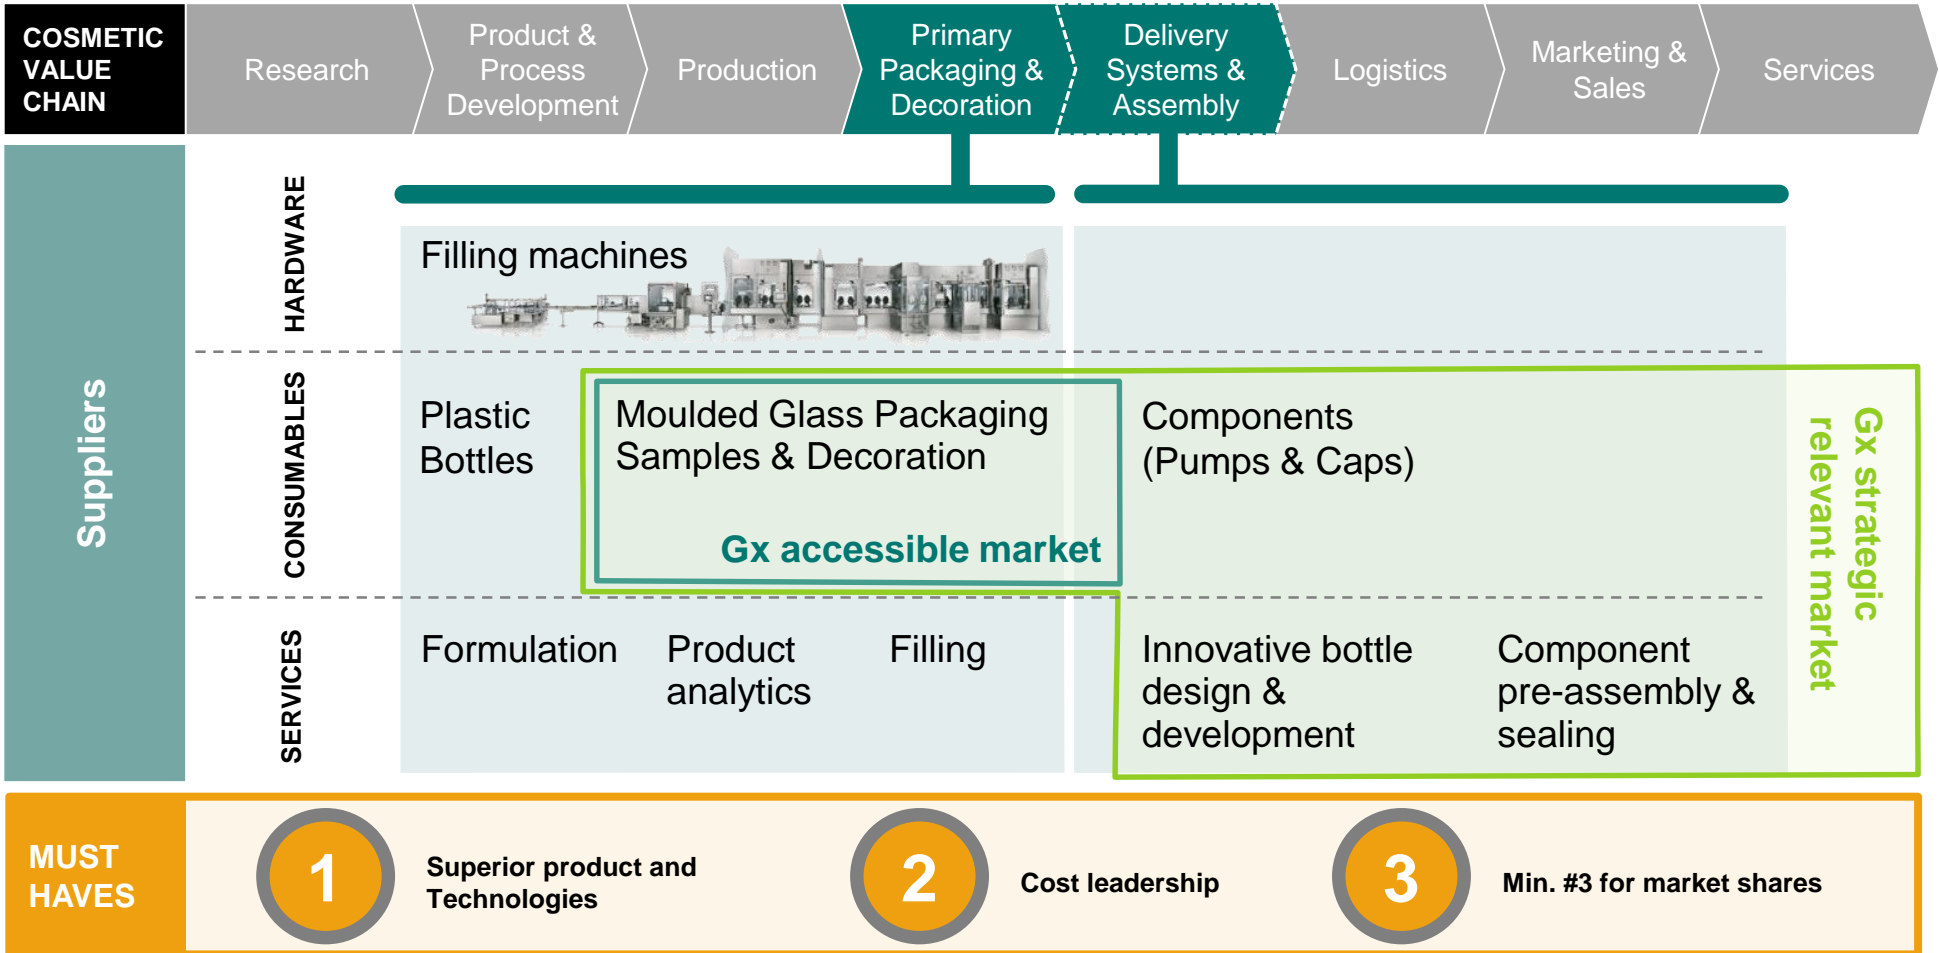 COSMETIC
VALUE
CHAIN
Research
Product &
Process
Development
Production
Primary
Packaging &
Decoration
Delivery
Systems &
Assembly
Logistics
Marketing &
Sales
Services
Suppliers
HARDWARE
Filling machines
CONSUMABLES
Plastic
Bottles
Moulded Glass Packaging
Samples & Decoration
Gx accessible market
Components
(Pumps & Caps)
Gx strategic
relevant market
SERVICES
Formulation
Product
analytics
Filling
Innovative bottle
design &
development
Component
pre-assembly &
sealing
MUST
HAVES
1
Superior product and
Technologies
2
Cost leadership
3
Min. #3 for market shares